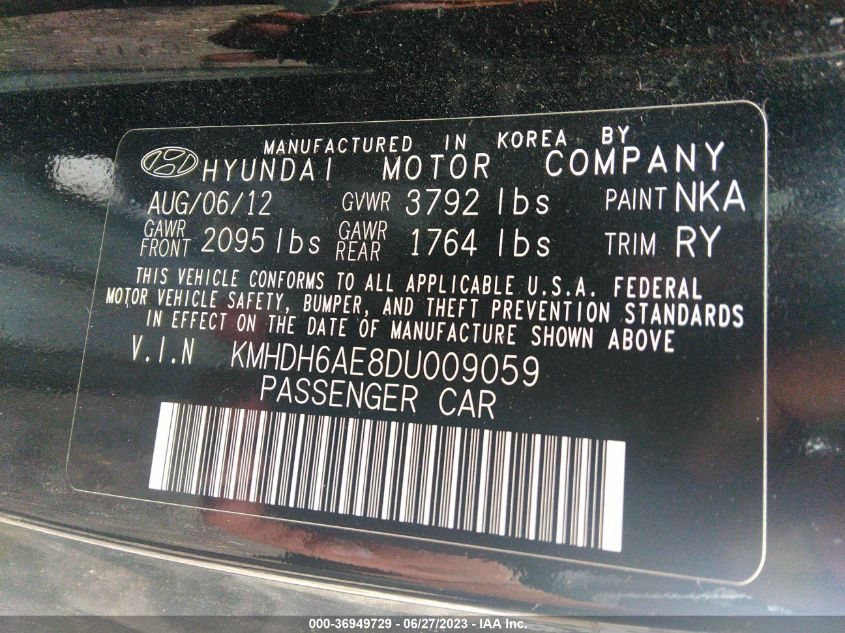 MANUFACTURED IN KOREA BY
HYUNDAI MOTOR COMPANY
AUG/06/12 GVWR 3792 lbs PAINT NKA
GAWR FRONT 2095 lbs GAWR REAR 1764 lbs TRIM RY
THIS VEHICLE CONFORMS TO ALL APPLICABLE U.S.A. FEDERAL
MOTOR VEHICLE SAFETY, BUMPER, AND THEFT PREVENTION STANDARDS
IN EFFECT ON THE DATE OF MANUFACTURE SHOWN ABOVE
V.I.N KMHDH6AE8DU009059
PASSENGER CAR
000-36949729 - 06/27/2023 - IAA Inc.